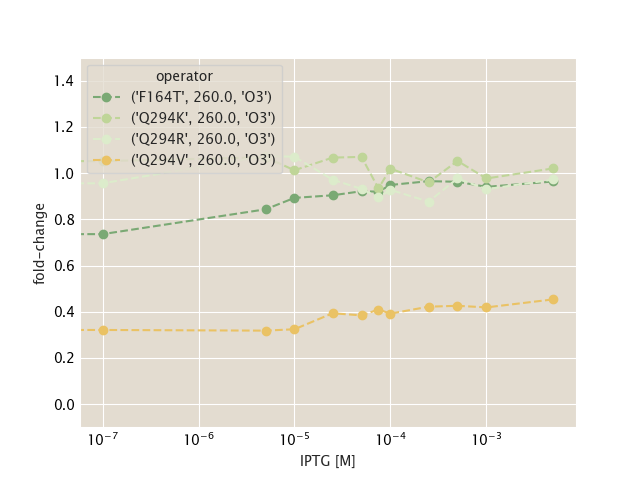 operator
('F164T', 260.0, 'O3')
('Q294K', 260.0, 'O3')
('Q294R', 260.0, 'O3')
('Q294V', 260.0, 'O3')
1.4
1.2
1.0
0.8
0.6
0.4
0.2
0.0
fold-change
10⁻⁷ 10⁻⁶ 10⁻⁵ 10⁻⁴ 10⁻³
IPTG [M]